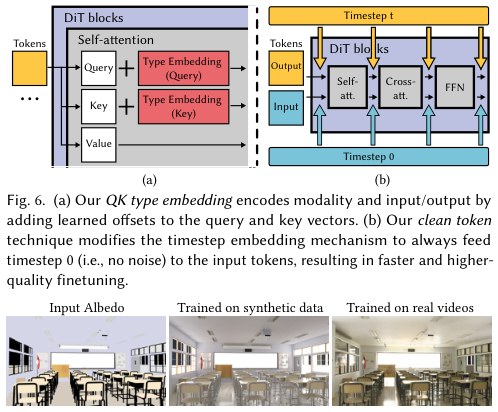 DiT blocks
Self-attention
Tokens
Query
+
Type Embedding
(Query)
...
Key
+
Type Embedding
(Key)
Value
(a)
Timestep t
Tokens
DiT blocks
Output
Input
Self-
att.
Cross-
att.
FFN
Timestep 0
(b)
Fig. 6. (a) Our QK type embedding encodes modality and input/output by
adding learned offsets to the query and key vectors. (b) Our clean token
technique modifies the timestep embedding mechanism to always feed
timestep 0 (i.e., no noise) to the input tokens, resulting in faster and higher-
quality finetuning.
Input Albedo
Trained on synthetic data
Trained on real videos